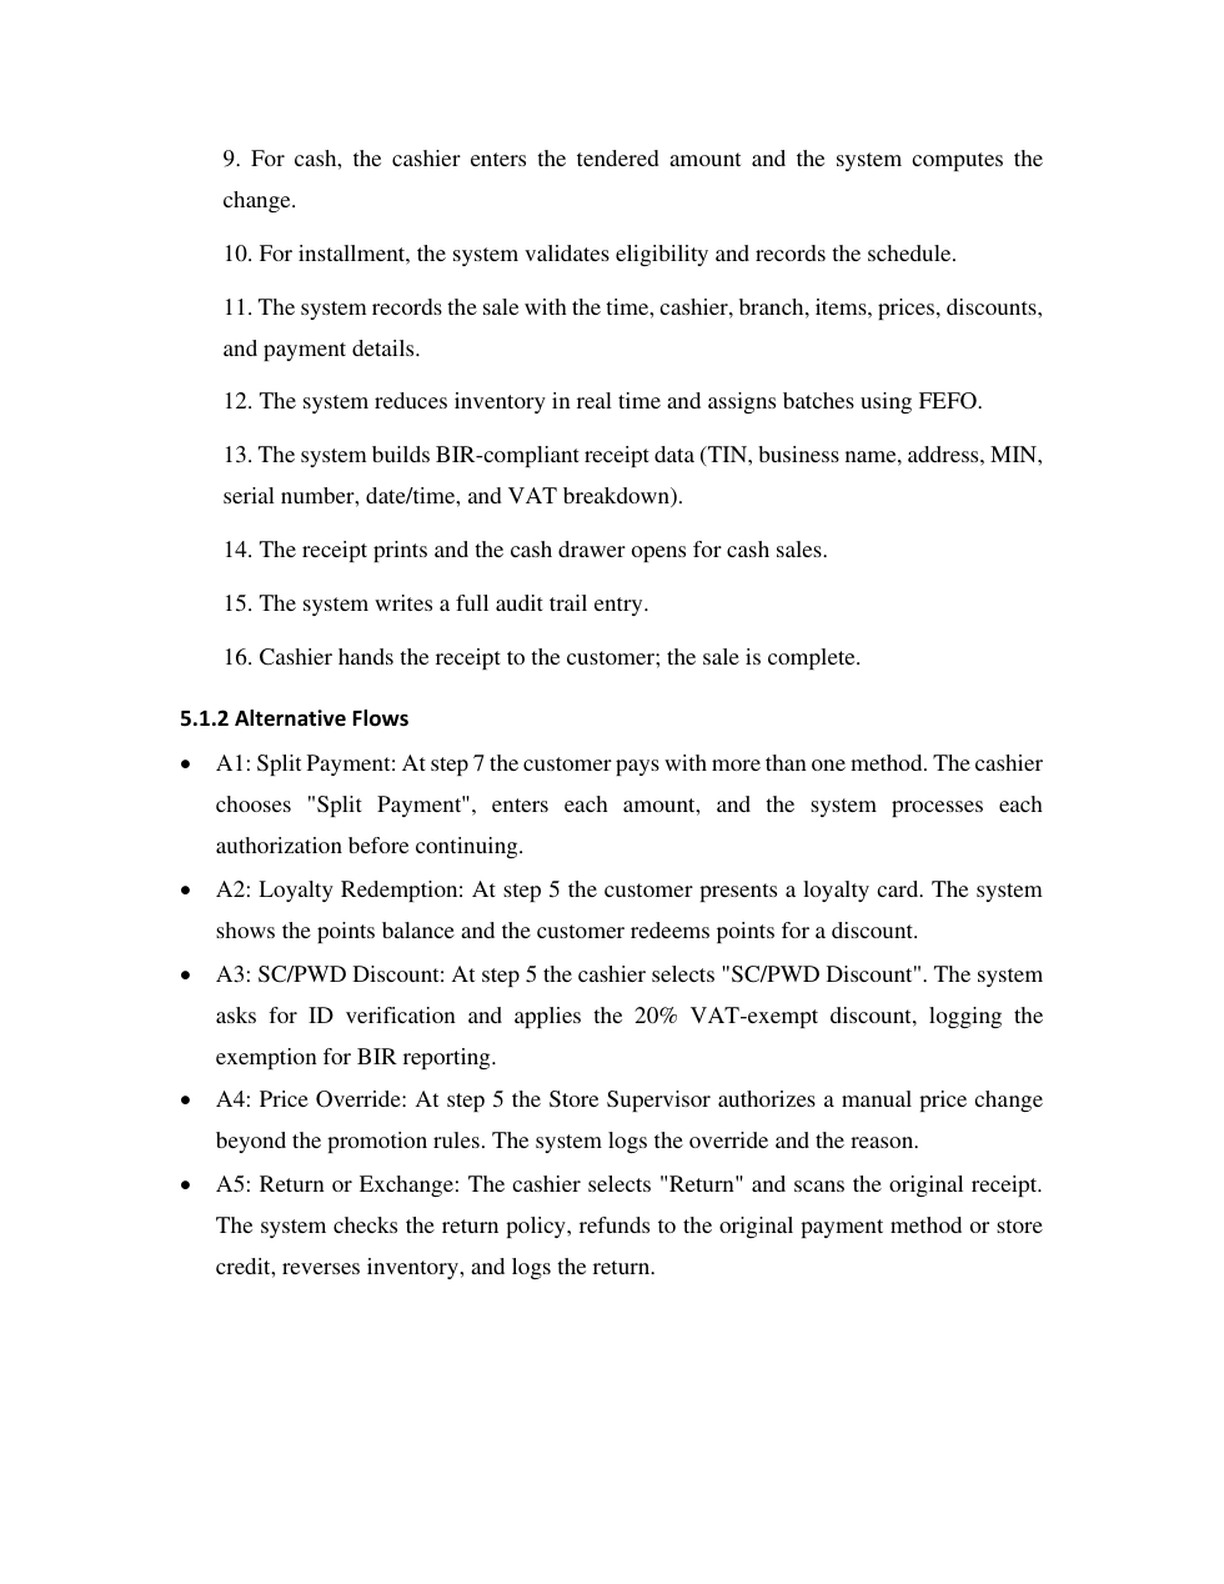 9. For cash, the cashier enters the tendered amount and the system computes the
change.
10. For installment, the system validates eligibility and records the schedule.
11. The system records the sale with the time, cashier, branch, items, prices, discounts,
and payment details.
12. The system reduces inventory in real time and assigns batches using FEFO.
13. The system builds BIR-compliant receipt data (TIN, business name, address, MIN,
serial number, date/time, and VAT breakdown).
14. The receipt prints and the cash drawer opens for cash sales.
15. The system writes a full audit trail entry.
16. Cashier hands the receipt to the customer; the sale is complete.
5.1.2 Alternative Flows
• A1: Split Payment: At step 7 the customer pays with more than one method. The cashier
chooses "Split Payment", enters each amount, and the system processes each
authorization before continuing.
• A2: Loyalty Redemption: At step 5 the customer presents a loyalty card. The system
shows the points balance and the customer redeems points for a discount.
• A3: SC/PWD Discount: At step 5 the cashier selects "SC/PWD Discount". The system
asks for ID verification and applies the 20% VAT-exempt discount, logging the
exemption for BIR reporting.
• A4: Price Override: At step 5 the Store Supervisor authorizes a manual price change
beyond the promotion rules. The system logs the override and the reason.
• A5: Return or Exchange: The cashier selects "Return" and scans the original receipt.
The system checks the return policy, refunds to the original payment method or store
credit, reverses inventory, and logs the return.